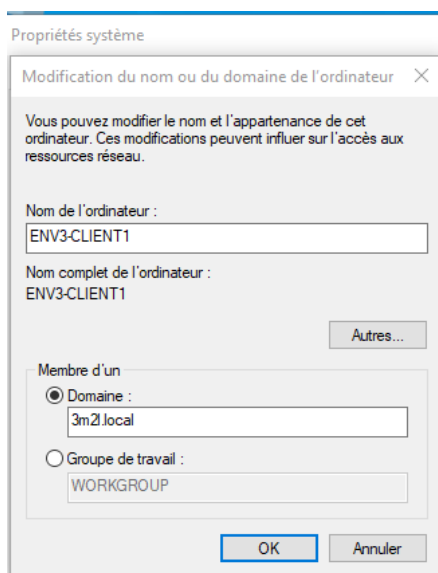 Propriétés système
Modification du nom ou du domaine de l'ordinateur
Vous pouvez modifier le nom et l'appartenance de cet
ordinateur. Ces modifications peuvent influer sur l'accès aux
ressources réseau.
Nom de l'ordinateur :
ENV3-CLIENT1
Nom complet de l'ordinateur :
ENV3-CLIENT1
Autres...
Membre d'un
Domaine :
3m2l.local
Groupe de travail :
WORKGROUP
OK Annuler